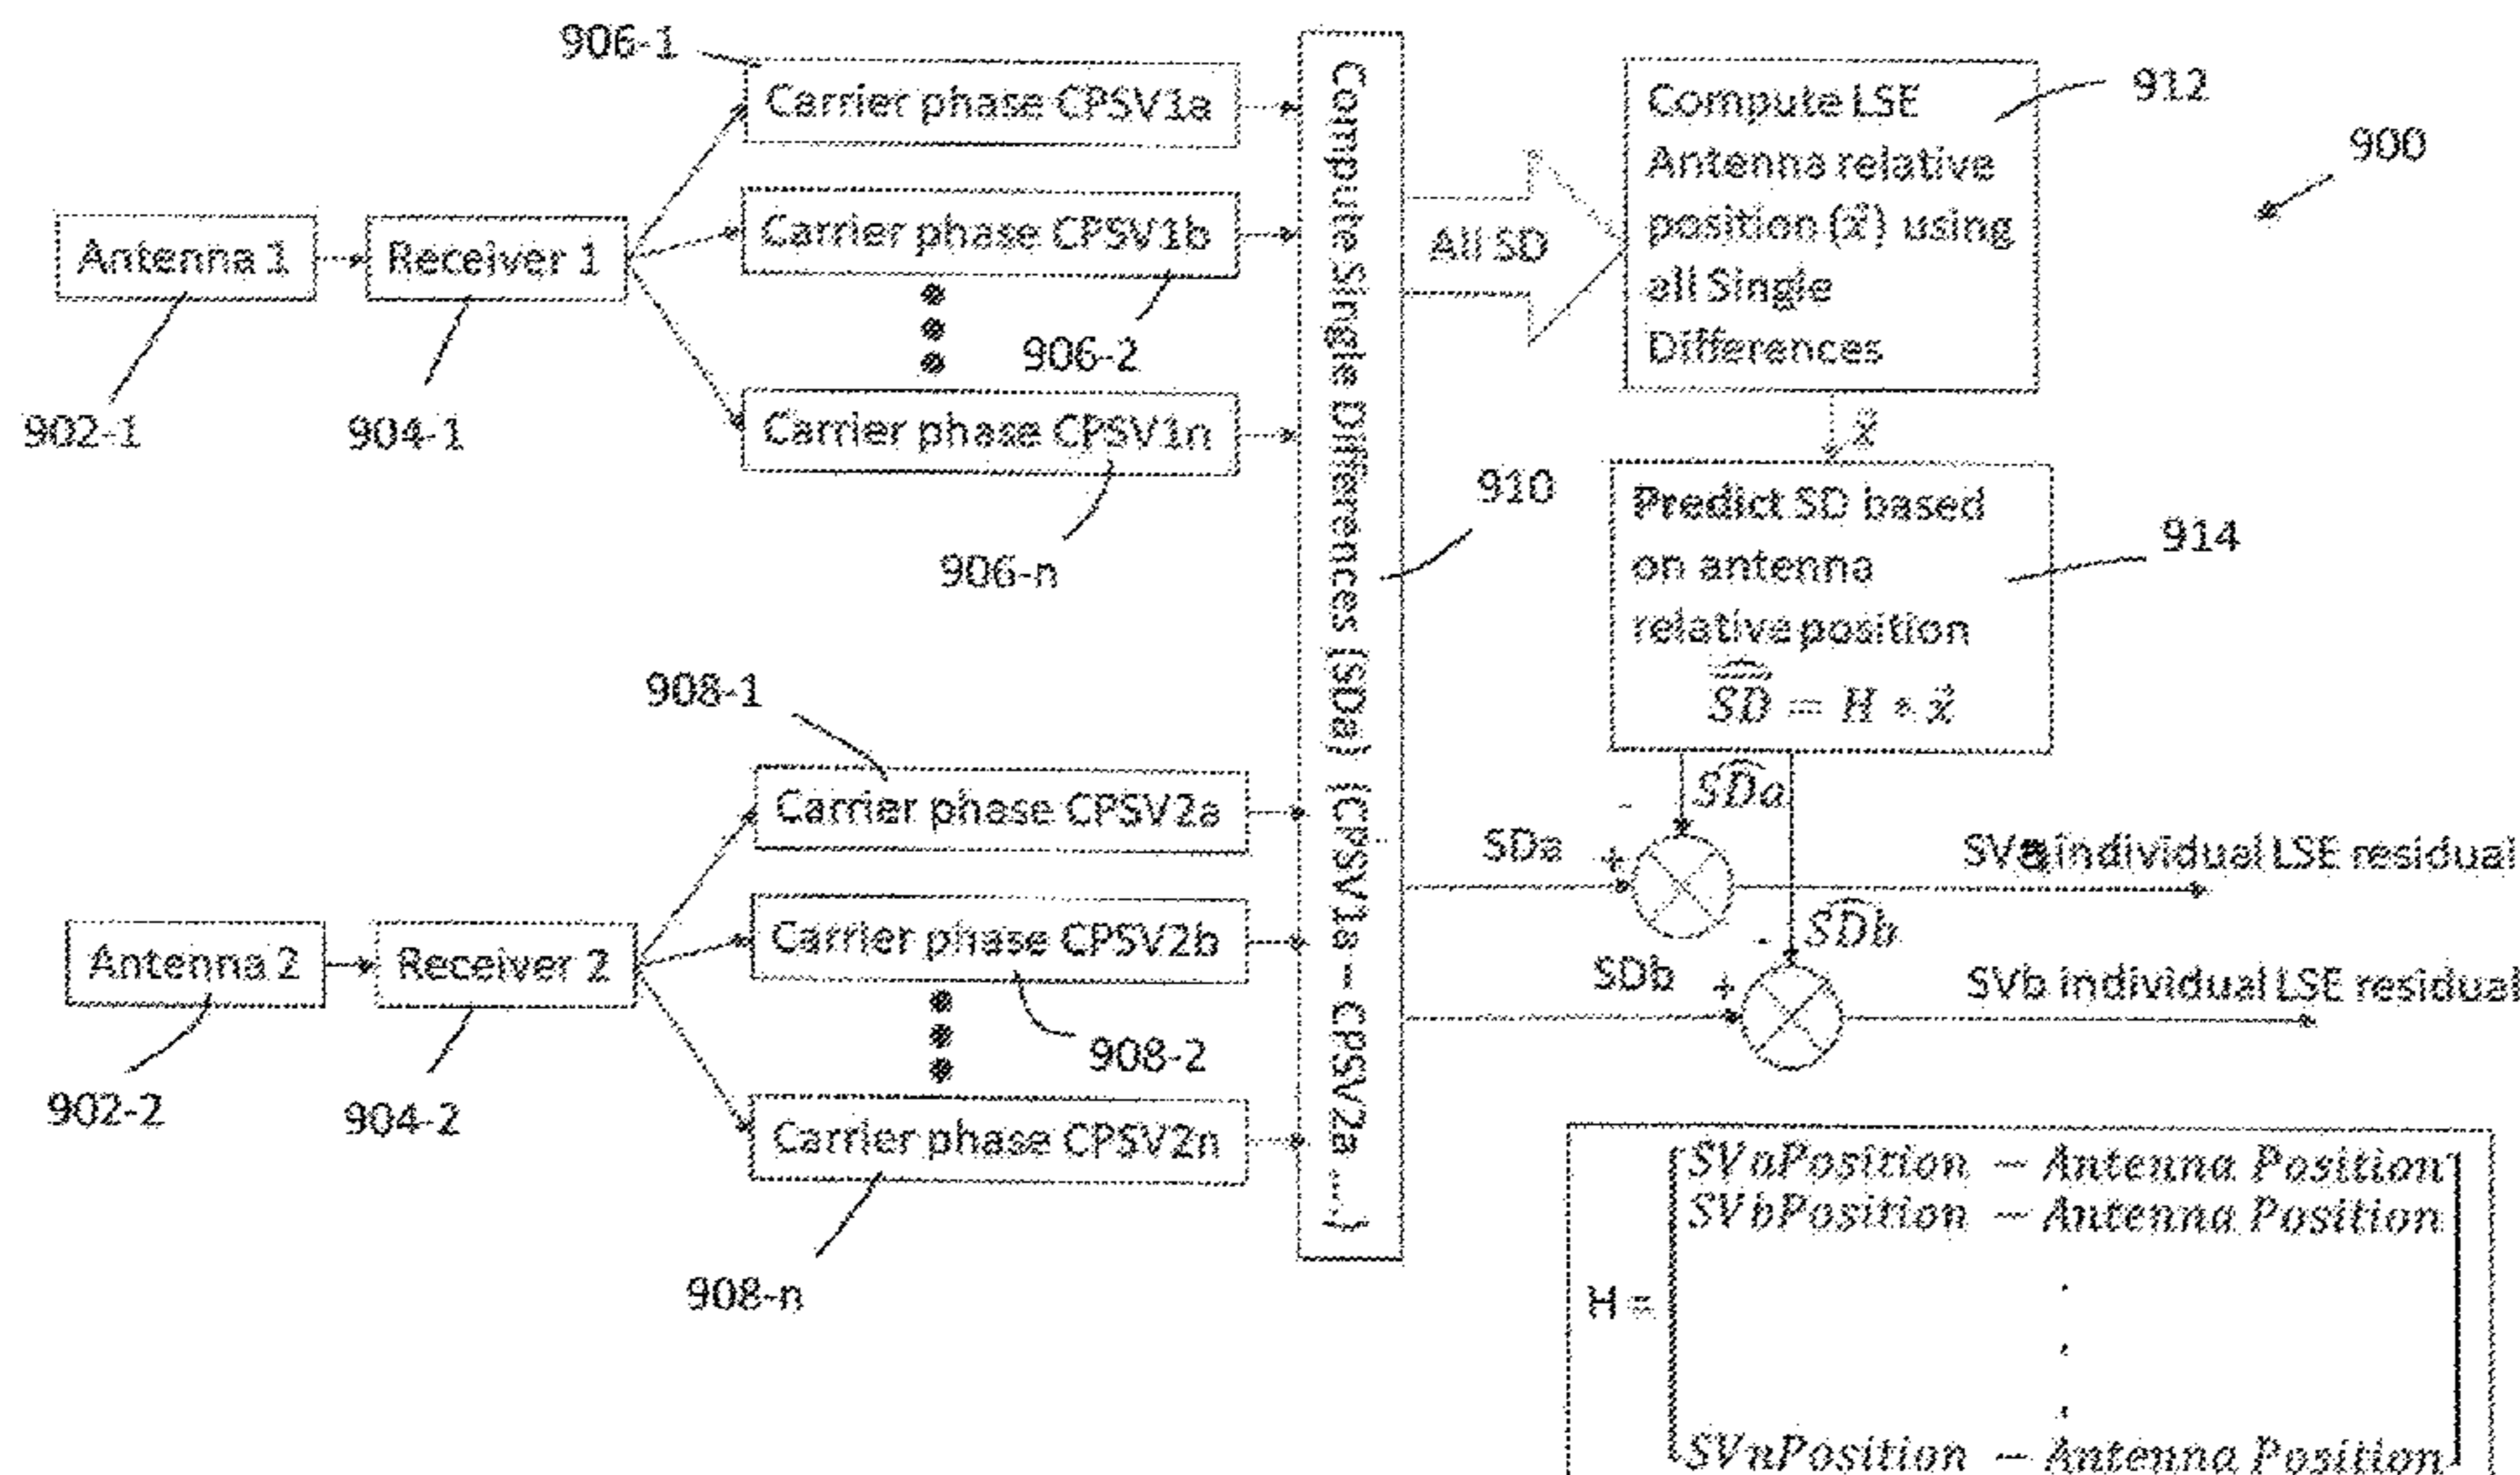 906-1
Carrier phase CPSV1a
Carrier phase CPSV1b
906-2
Carrier phase CPSV1n
906-n
Antenna 1
Receiver 1
902-1
904-1
908-1
Carrier phase CPSV2a
Carrier phase CPSV2b
908-2
Carrier phase CPSV2n
908-n
Antenna 2
Receiver 2
902-2
904-2
Compute Single Differences (SDa) (CPSV1a – CPSV2a ....)
910
All SD
Compute LSE
Antenna relative
position (x⃗) using
all Single
Differences
912
900
x⃗
Predict SD based
on antenna
relative position
S͡D = H * x⃗
914
- S͡Da
SDa +
SVa individual LSE residual
- S͡Db
SDb +
SVb individual LSE residual
SVaPosition – Antenna Position
SVbPosition – Antenna Position
H =
.
.
.
SVnPosition – Antenna Position